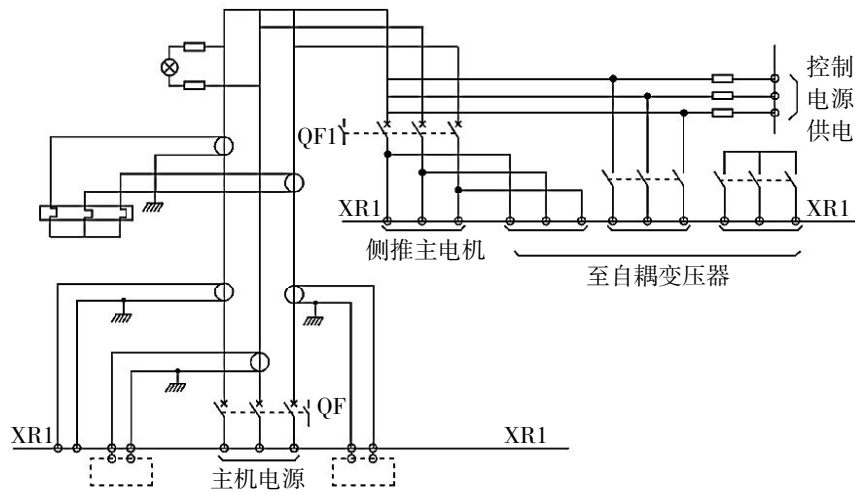 控制
电源
供电
QF1
XR1
XR1
侧推主电机
至自耦变压器
QF
XR1
XR1
主机电源